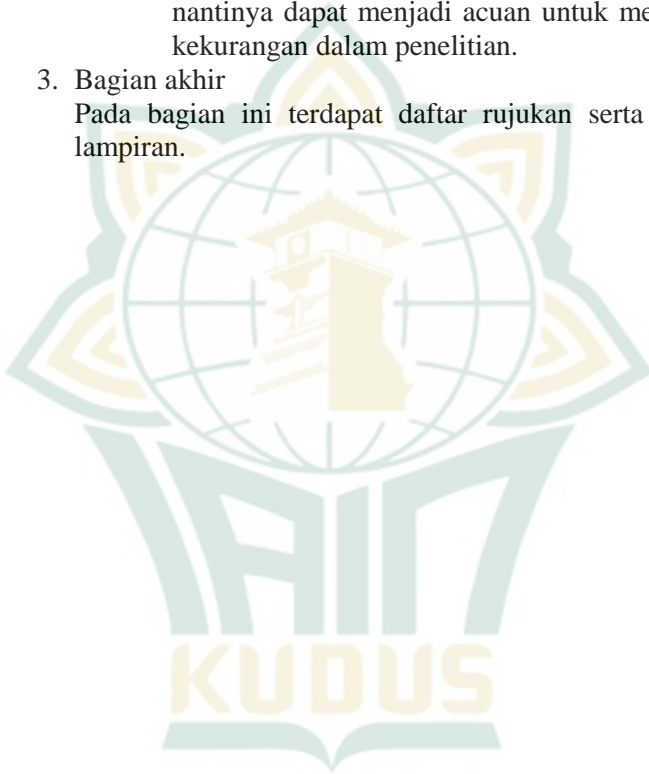 nantinya dapat menjadi acuan untuk me
kekurangan dalam penelitian.
3. Bagian akhir
Pada bagian ini terdapat daftar rujukan serta
lampiran.
IAIN
KUDUS